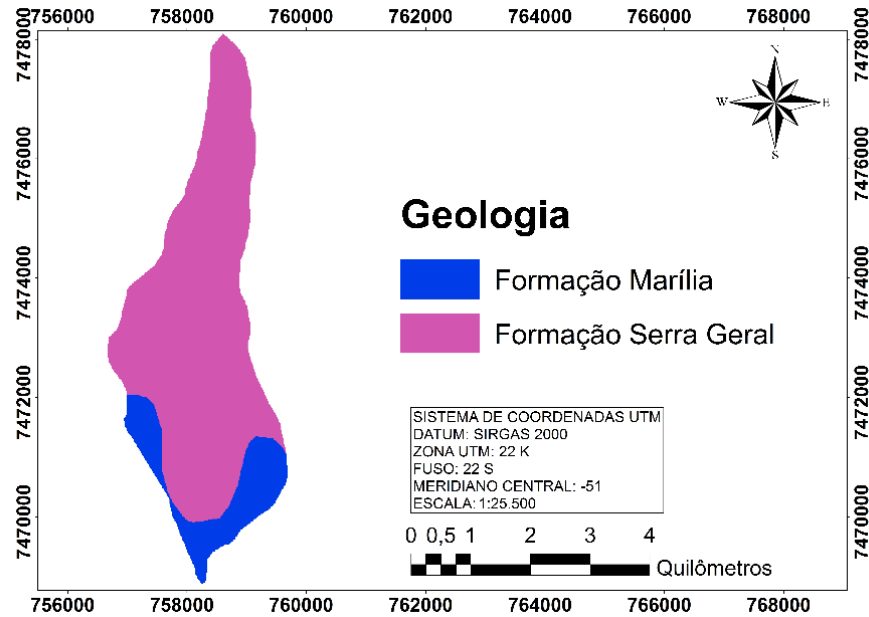 756000 758000 760000 762000 764000 766000 768000
7478000
7476000
7474000
7472000
7470000
N
W E
S
Geologia
Formação Marília
Formação Serra Geral
SISTEMA DE COORDENADAS UTM
DATUM: SIRGAS 2000
ZONA UTM: 22 K
FUSO: 22 S
MERIDIANO CENTRAL: -51
ESCALA: 1:25.500
0 0,5 1 2 3 4
Quilômetros
7478000
7476000
7474000
7472000
7470000
756000 758000 760000 762000 764000 766000 768000